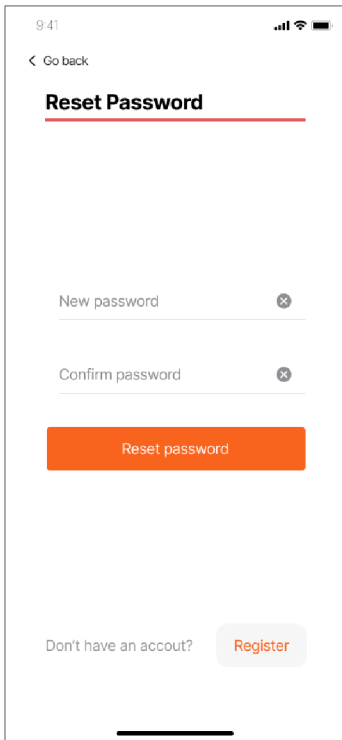 9:41
Go back
Reset Password
New password
Confirm password
Reset password
Don't have an accout? Register